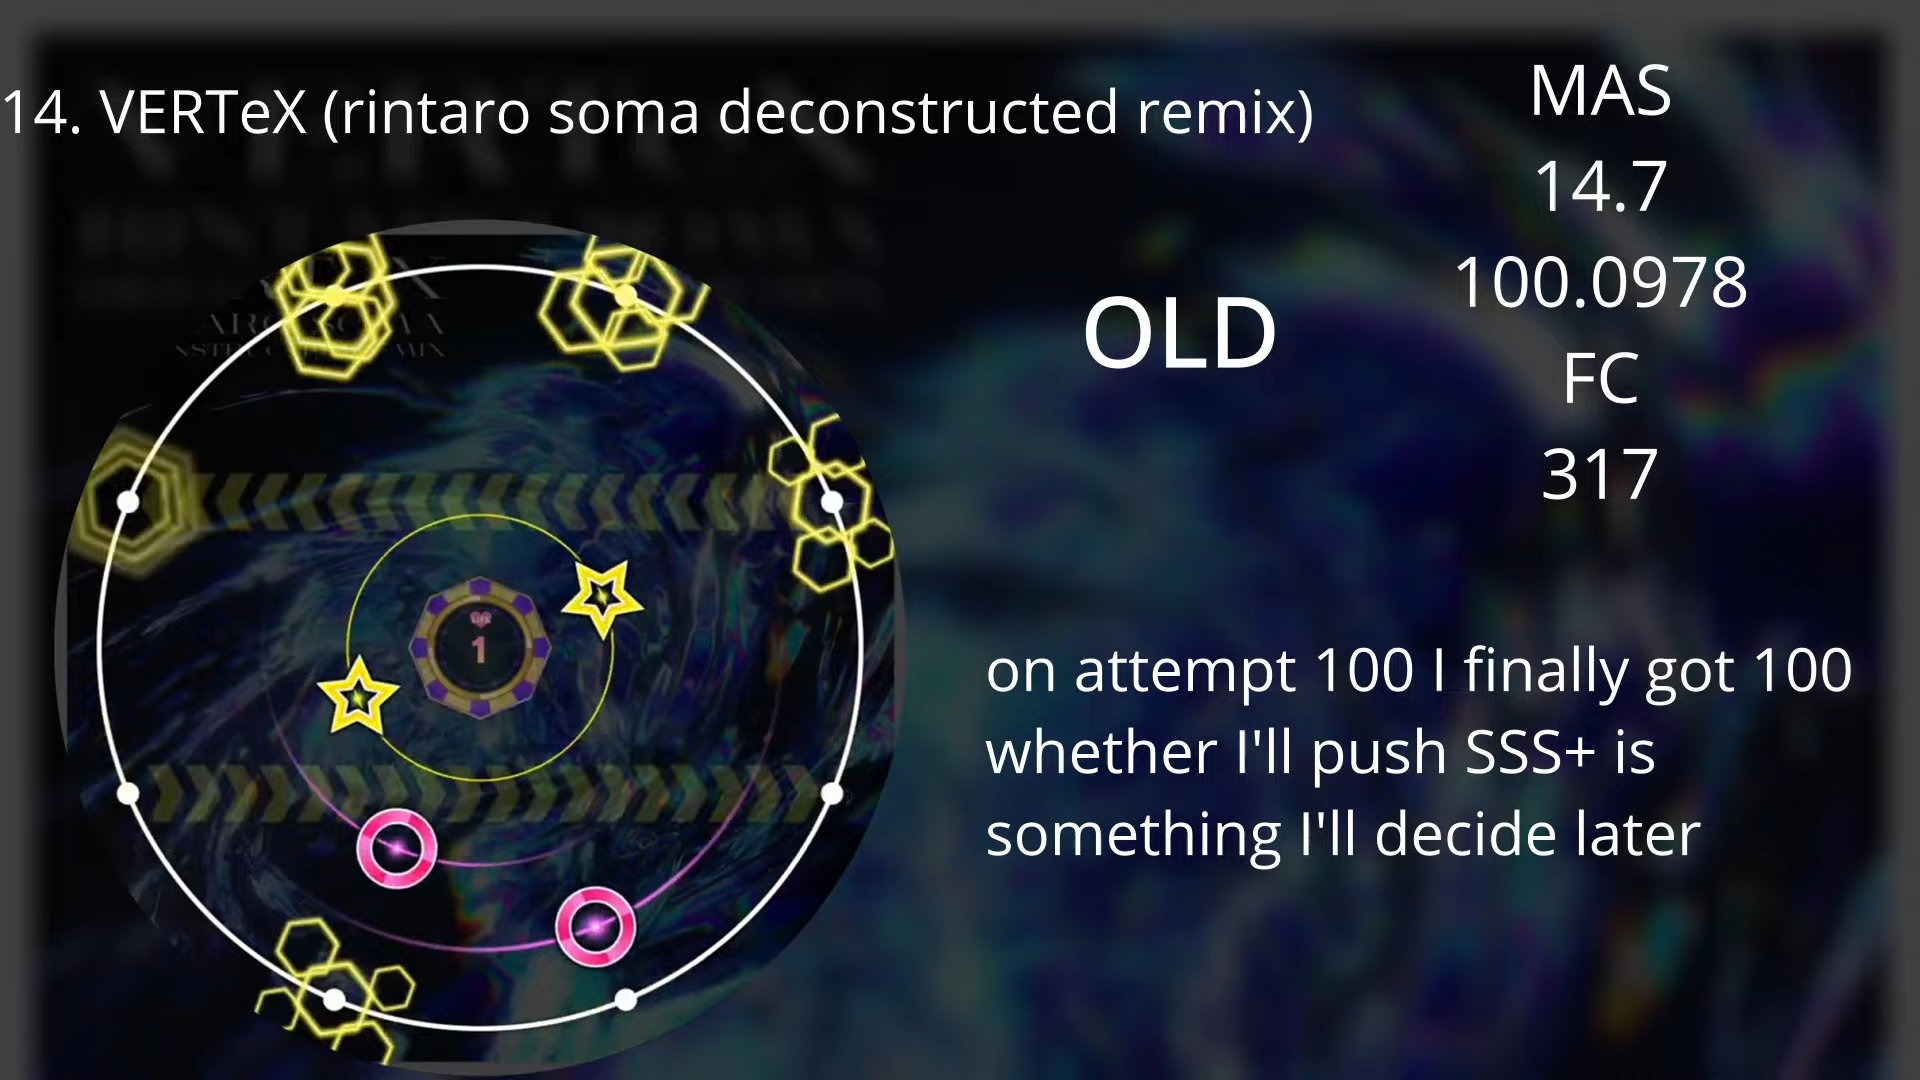 14. VERTeX (rintaro soma deconstructed remix)
MAS
14.7
100.0978
FC
317
OLD
LIFE
1
on attempt 100 I finally got 100
whether I'll push SSS+ is
something I'll decide later